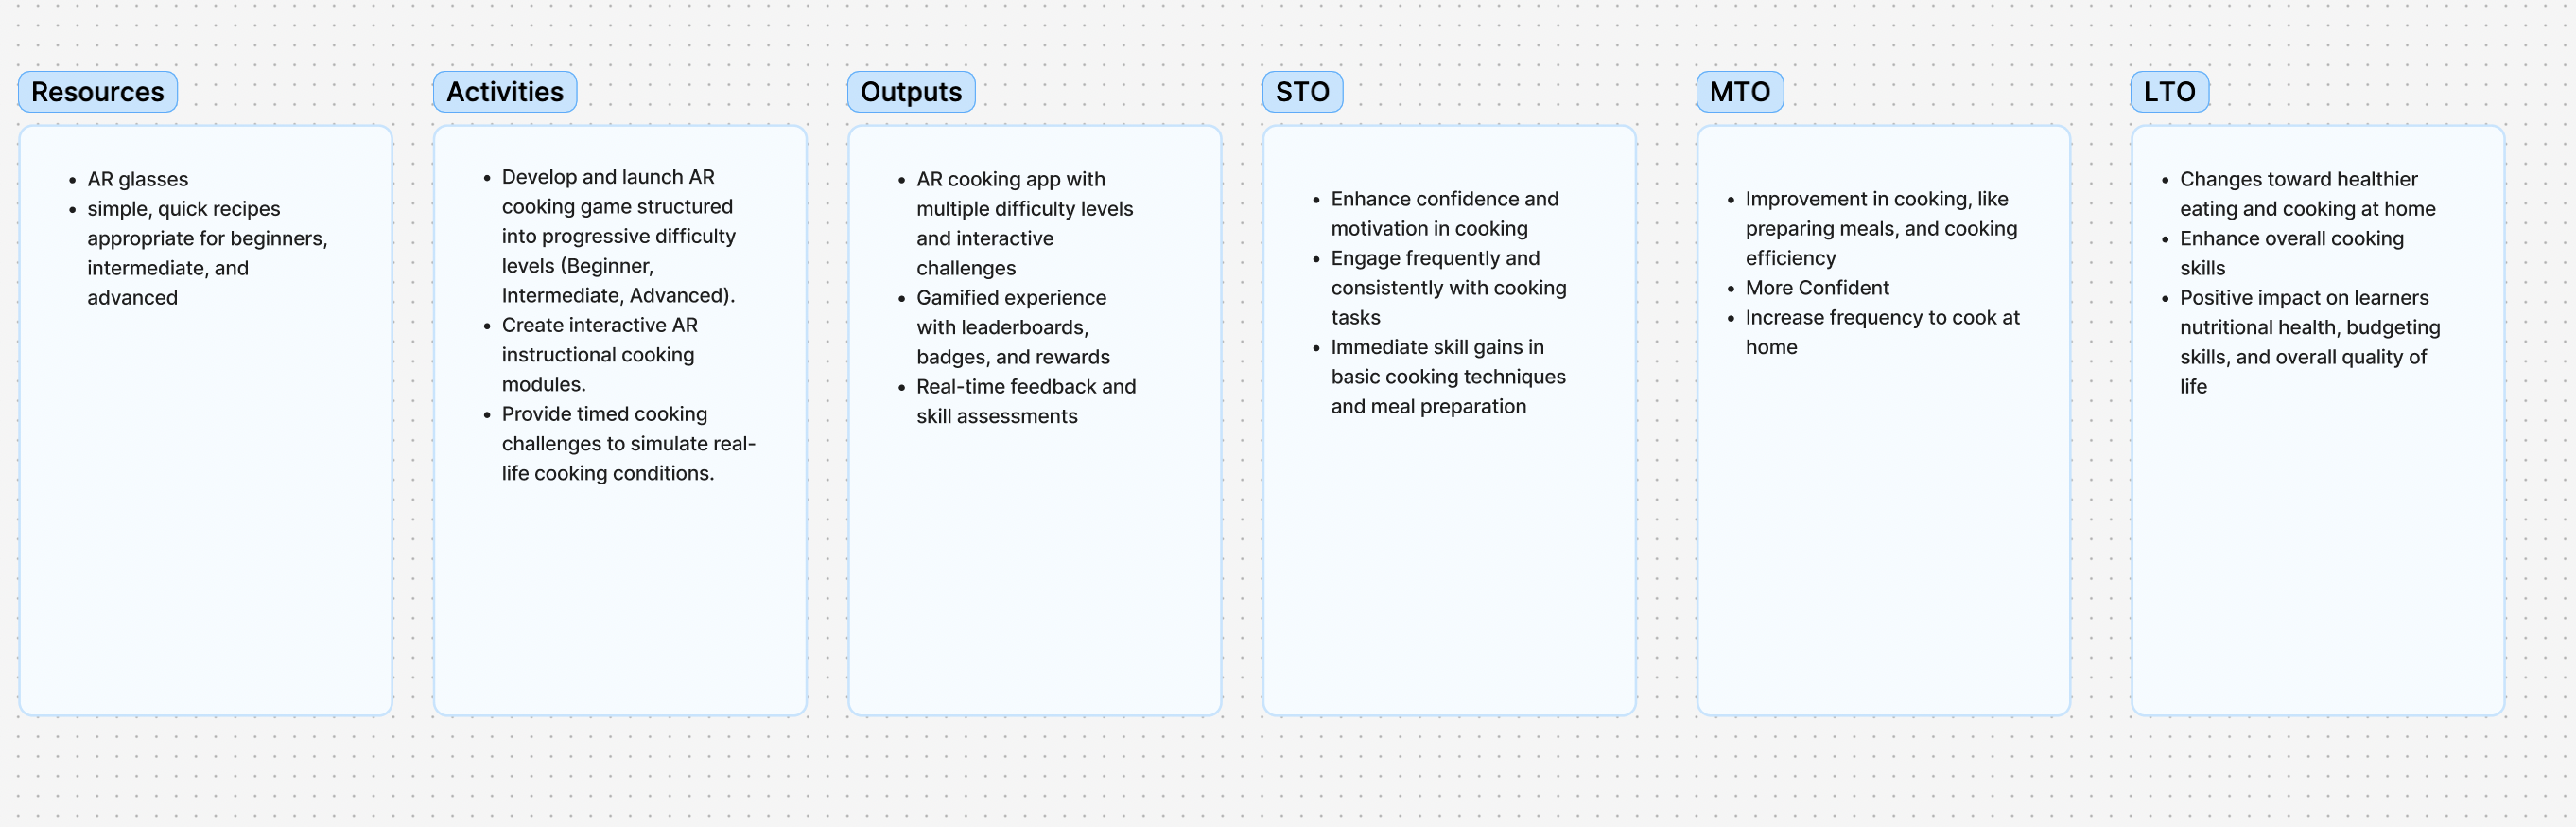 Resources
• AR glasses
• simple, quick recipes
appropriate for beginners,
intermediate, and
advanced
Activities
• Develop and launch AR
cooking game structured
into progressive difficulty
levels (Beginner,
Intermediate, Advanced).
• Create interactive AR
instructional cooking
modules.
• Provide timed cooking
challenges to simulate real-
life cooking conditions.
Outputs
• AR cooking app with
multiple difficulty levels
and interactive
challenges
• Gamified experience
with leaderboards,
badges, and rewards
• Real-time feedback and
skill assessments
STO
• Enhance confidence and
motivation in cooking
• Engage frequently and
consistently with cooking
tasks
• Immediate skill gains in
basic cooking techniques
and meal preparation
MTO
• Improvement in cooking, like
preparing meals, and cooking
efficiency
• More Confident
• Increase frequency to cook at
home
LTO
• Changes toward healthier
eating and cooking at home
• Enhance overall cooking
skills
• Positive impact on learners
nutritional health, budgeting
skills, and overall quality of
life